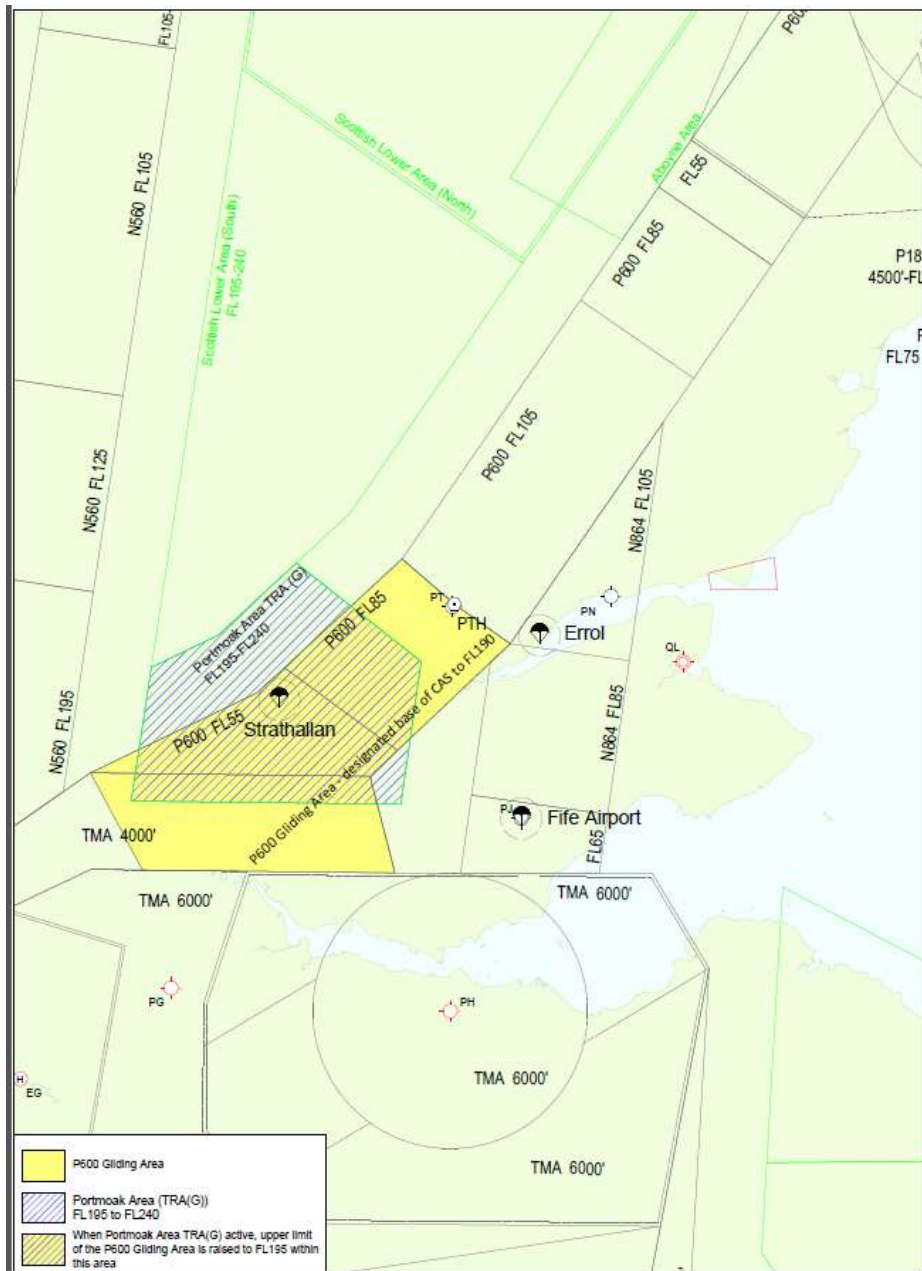 FL105-
P600
FL105
N560 FL105
Scottish Lower Area (North)
Aboyne Area
FL55
Scottish Lower Area (South)
FL195-240
P600 FL85
P18
4500'-FL
FL75
P600 FL105
N560 FL125
N864 FL105
Portmoak Area TRA (G)
FL195-FL240
P600 FL85
PT
PTH
PN
Errol
QL
N560 FL195
P600 FL55
Strathallan
N864 FL85
P600 Gliding Area - designated base of CAS to FL190
PJ
Fife Airport
FL65
TMA 4000'
TMA 6000'
TMA 6000'
PG
PH
TMA 6000'
H
EG
TMA 6000'
P600 Gliding Area
Portmoak Area (TRA(G))
FL195 to FL240
When Portmoak Area TRA(G) active, upper limit
of the P600 Gliding Area is raised to FL195 within
this area